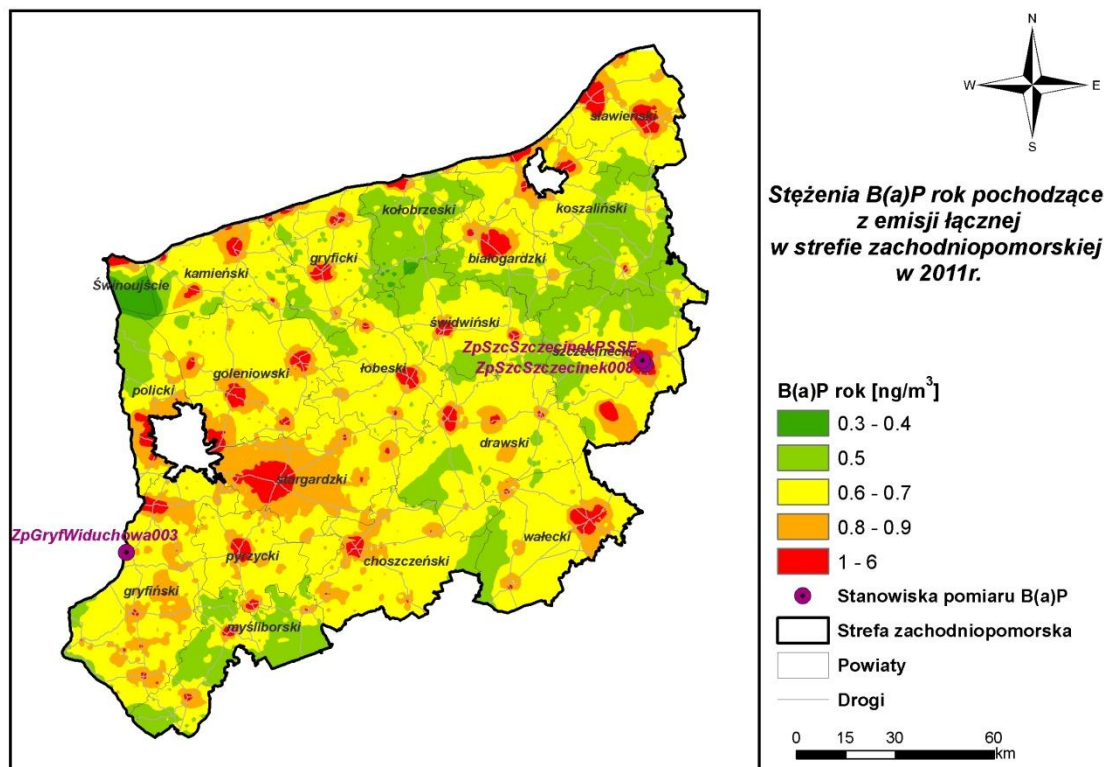 N
W E
S
Stężenia B(a)P rok pochodzące
z emisji łącznej
w strefie zachodniopomorskiej
w 2011r.
sławieński
kołobrzeski
koszaliński
gryficki
białogardzki
kamieński
Świnoujście
świdwiński
ZpSzcSzczecinekPSSE
szczecinecki
ZpSzcSzczecinek008
goleniowski
łobeski
policki
drawski
stargardzki
ZpGryfWiduchowa003
wałecki
pyrzycki
choszczeński
gryfiński
myśliborski
B(a)P rok [ng/m³]
0.3 - 0.4
0.5
0.6 - 0.7
0.8 - 0.9
1 - 6
Stanowiska pomiaru B(a)P
Strefa zachodniopomorska
Powiaty
Drogi
0 15 30 60
km